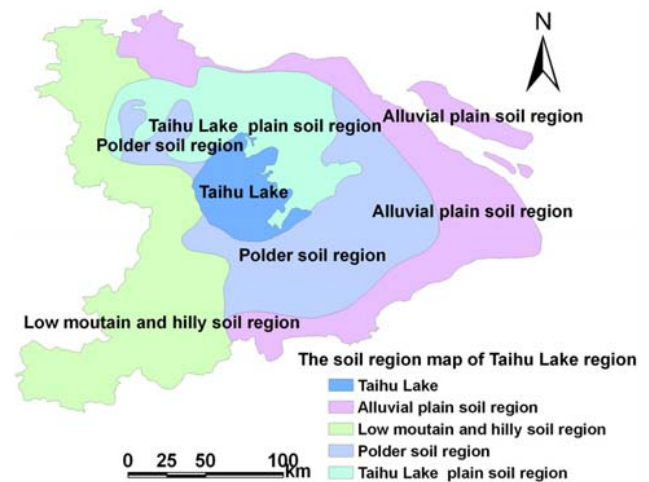 N
Alluvial plain soil region
Taihu Lake plain soil region
Polder soil region
Taihu Lake
Alluvial plain soil region
Polder soil region
Low moutain and hilly soil region
The soil region map of Taihu Lake region
Taihu Lake
Alluvial plain soil region
Low moutain and hilly soil region
Polder soil region
Taihu Lake plain soil region
0 25 50 100
km